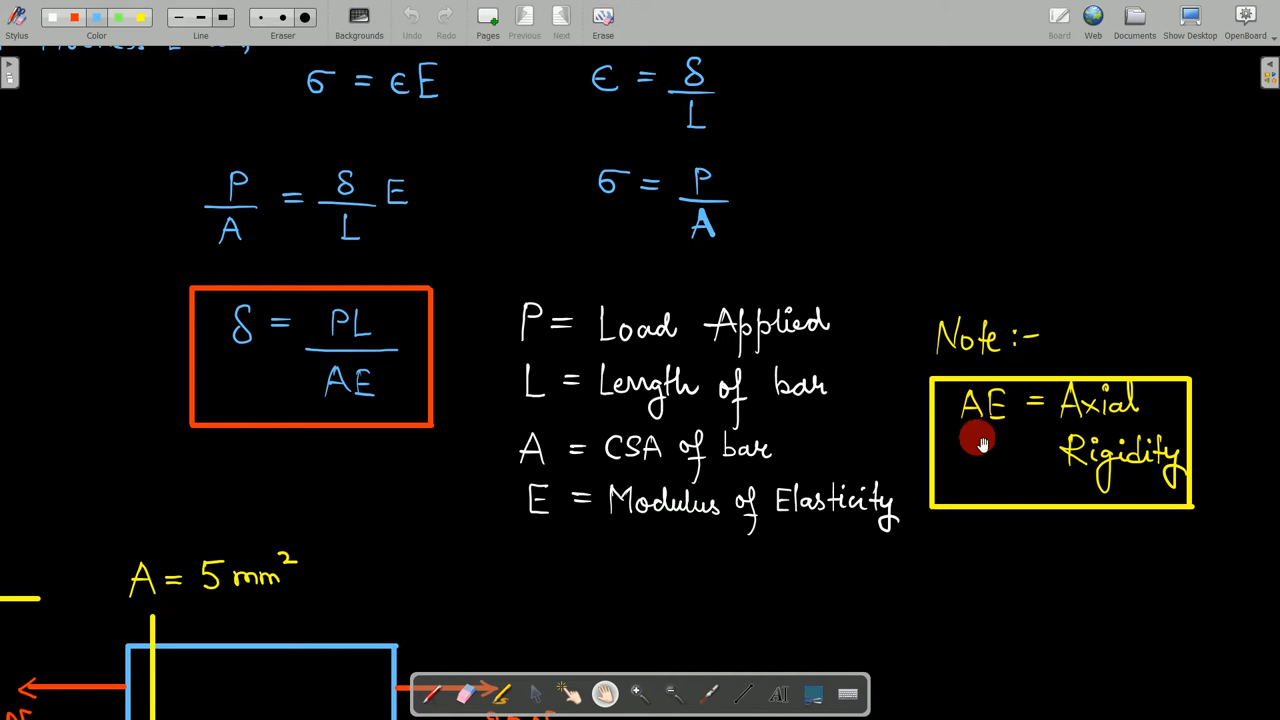 Stylus
Color
Line
Eraser
Backgrounds
Undo
Redo
Pages
Previous
Next
Erase
Board
Web
Documents
Show Desktop
OpenBoard
σ = ϵE
ϵ = δ/L
P/A = δ/L E
σ = P/A
δ = PL/AE
P = Load Applied
L = Length of bar
A = CSA of bar
E = Modulus of Elasticity
Note :-
AE = Axial
Rigidity
A = 5 mm²